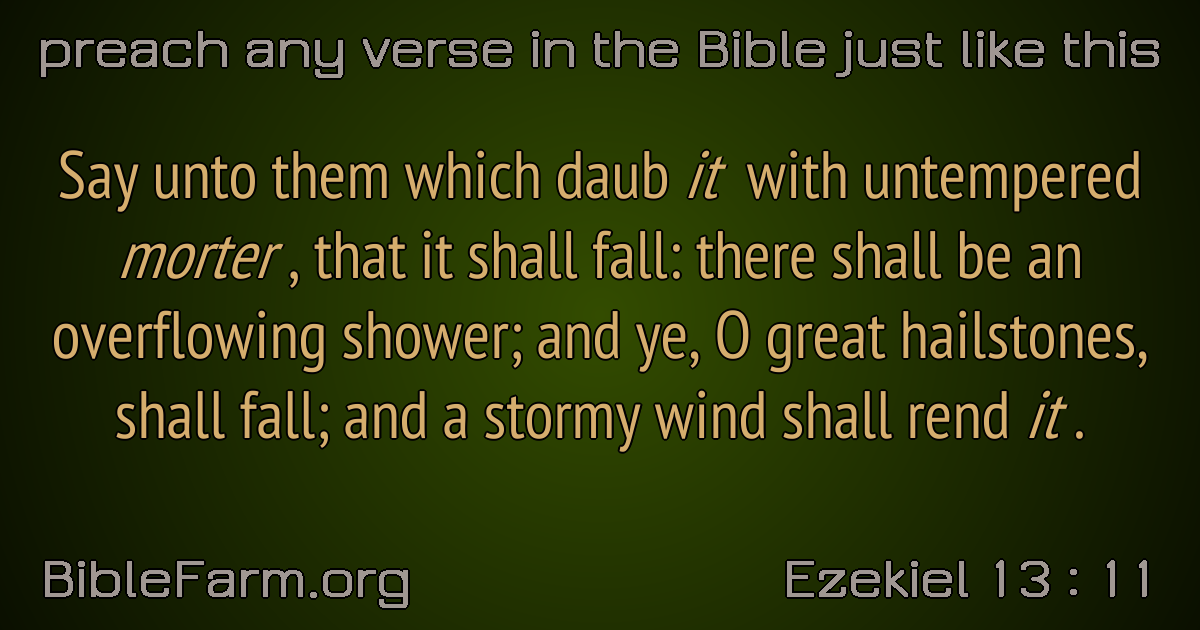 preach any verse in the Bible just like this
Say unto them which daub it with untempered
morter , that it shall fall: there shall be an
overflowing shower; and ye, O great hailstones,
shall fall; and a stormy wind shall rend it .
BibleFarm.org
Ezekiel 13 : 11